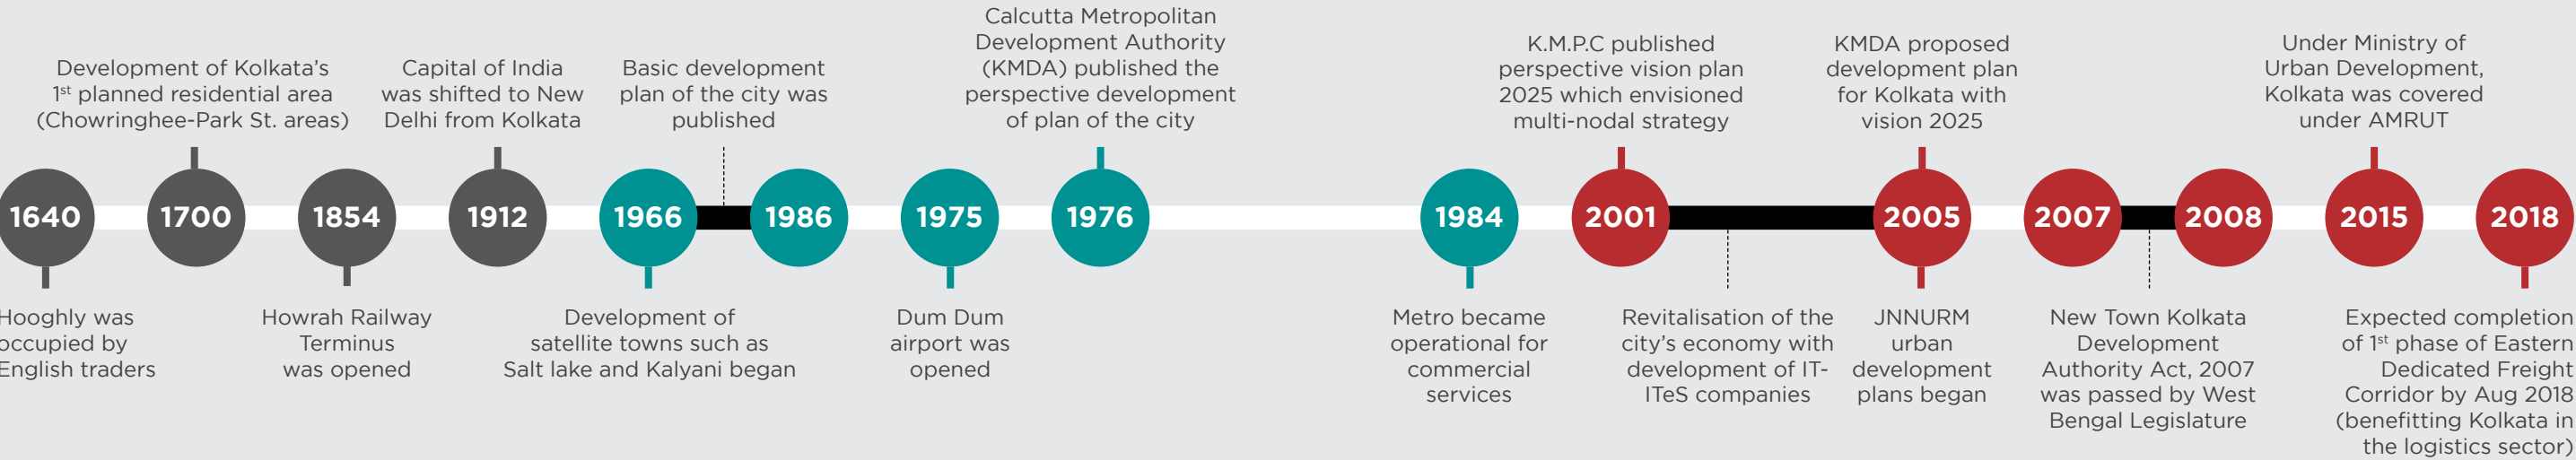 Development of Kolkata's
1st planned residential area
(Chowringhee-Park St. areas)
Capital of India
was shifted to New
Delhi from Kolkata
Basic development
plan of the city was
published
Calcutta Metropolitan
Development Authority
(KMDA) published the
perspective development
of plan of the city
K.M.P.C published
perspective vision plan
2025 which envisioned
multi-nodal strategy
KMDA proposed
development plan
for Kolkata with
vision 2025
Under Ministry of
Urban Development,
Kolkata was covered
under AMRUT
1640
1700
1854
1912
1966
1986
1975
1976
1984
2001
2005
2007
2008
2015
2018
Hooghly was
occupied by
English traders
Howrah Railway
Terminus
was opened
Development of
satellite towns such as
Salt lake and Kalyani began
Dum Dum
airport was
opened
Metro became
operational for
commercial
services
Revitalisation of the
city's economy with
development of IT-
ITeS companies
JNNURM
urban
development
plans began
New Town Kolkata
Development
Authority Act, 2007
was passed by West
Bengal Legislature
Expected completion
of 1st phase of Eastern
Dedicated Freight
Corridor by Aug 2018
(benefitting Kolkata in
the logistics sector)